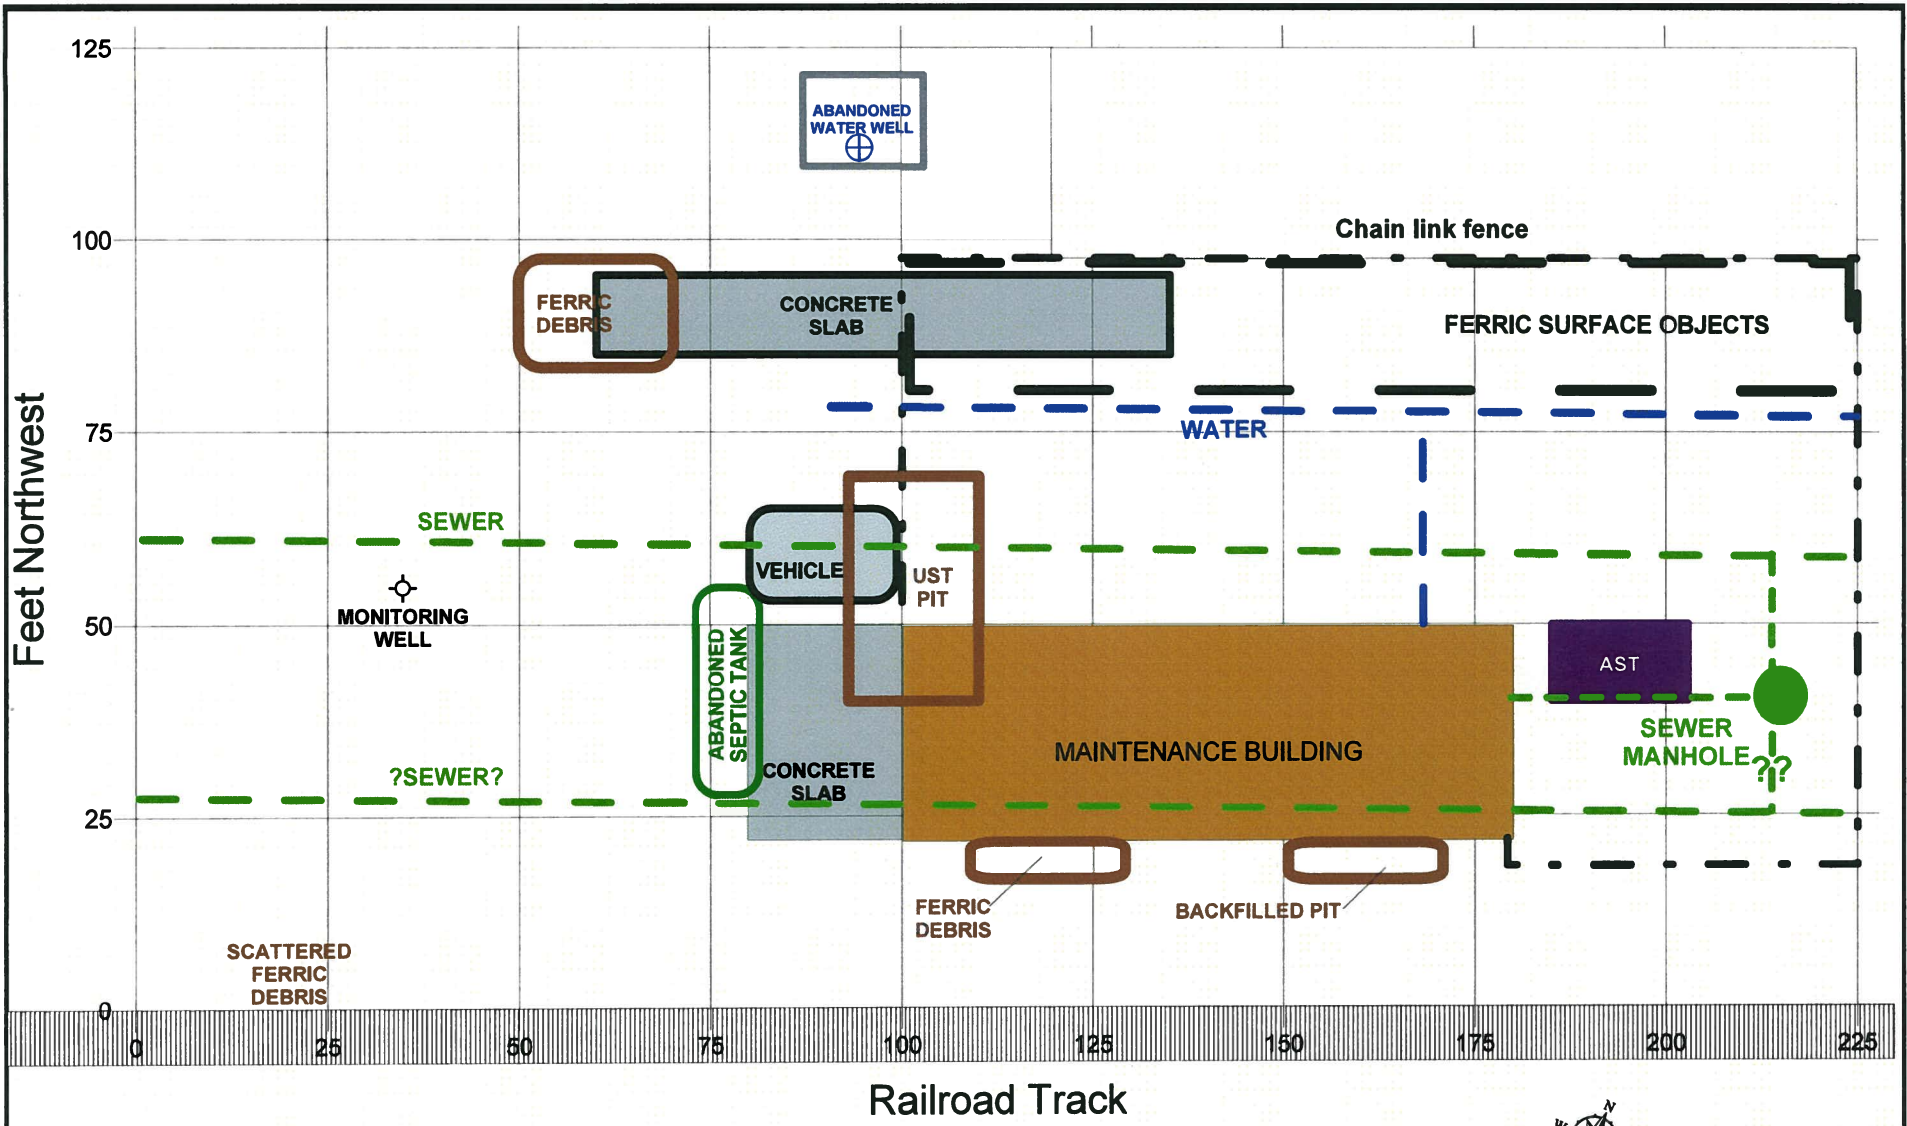 125
ABANDONED
WATER WELL
100
Chain link fence
FERRIC
DEBRIS
CONCRETE
SLAB
FERRIC SURFACE OBJECTS
75
WATER
Feet Northwest
SEWER
VEHICLE
UST
PIT
MONITORING
WELL
50
ABANDONED
SEPTIC TANK
AST
SEWER
MANHOLE
??
MAINTENANCE BUILDING
?SEWER?
CONCRETE
SLAB
25
FERRIC
DEBRIS
BACKFILLED PIT
SCATTERED
FERRIC
DEBRIS
0
0 25 50 75 100 125 150 175 200 225
Railroad Track
N
W